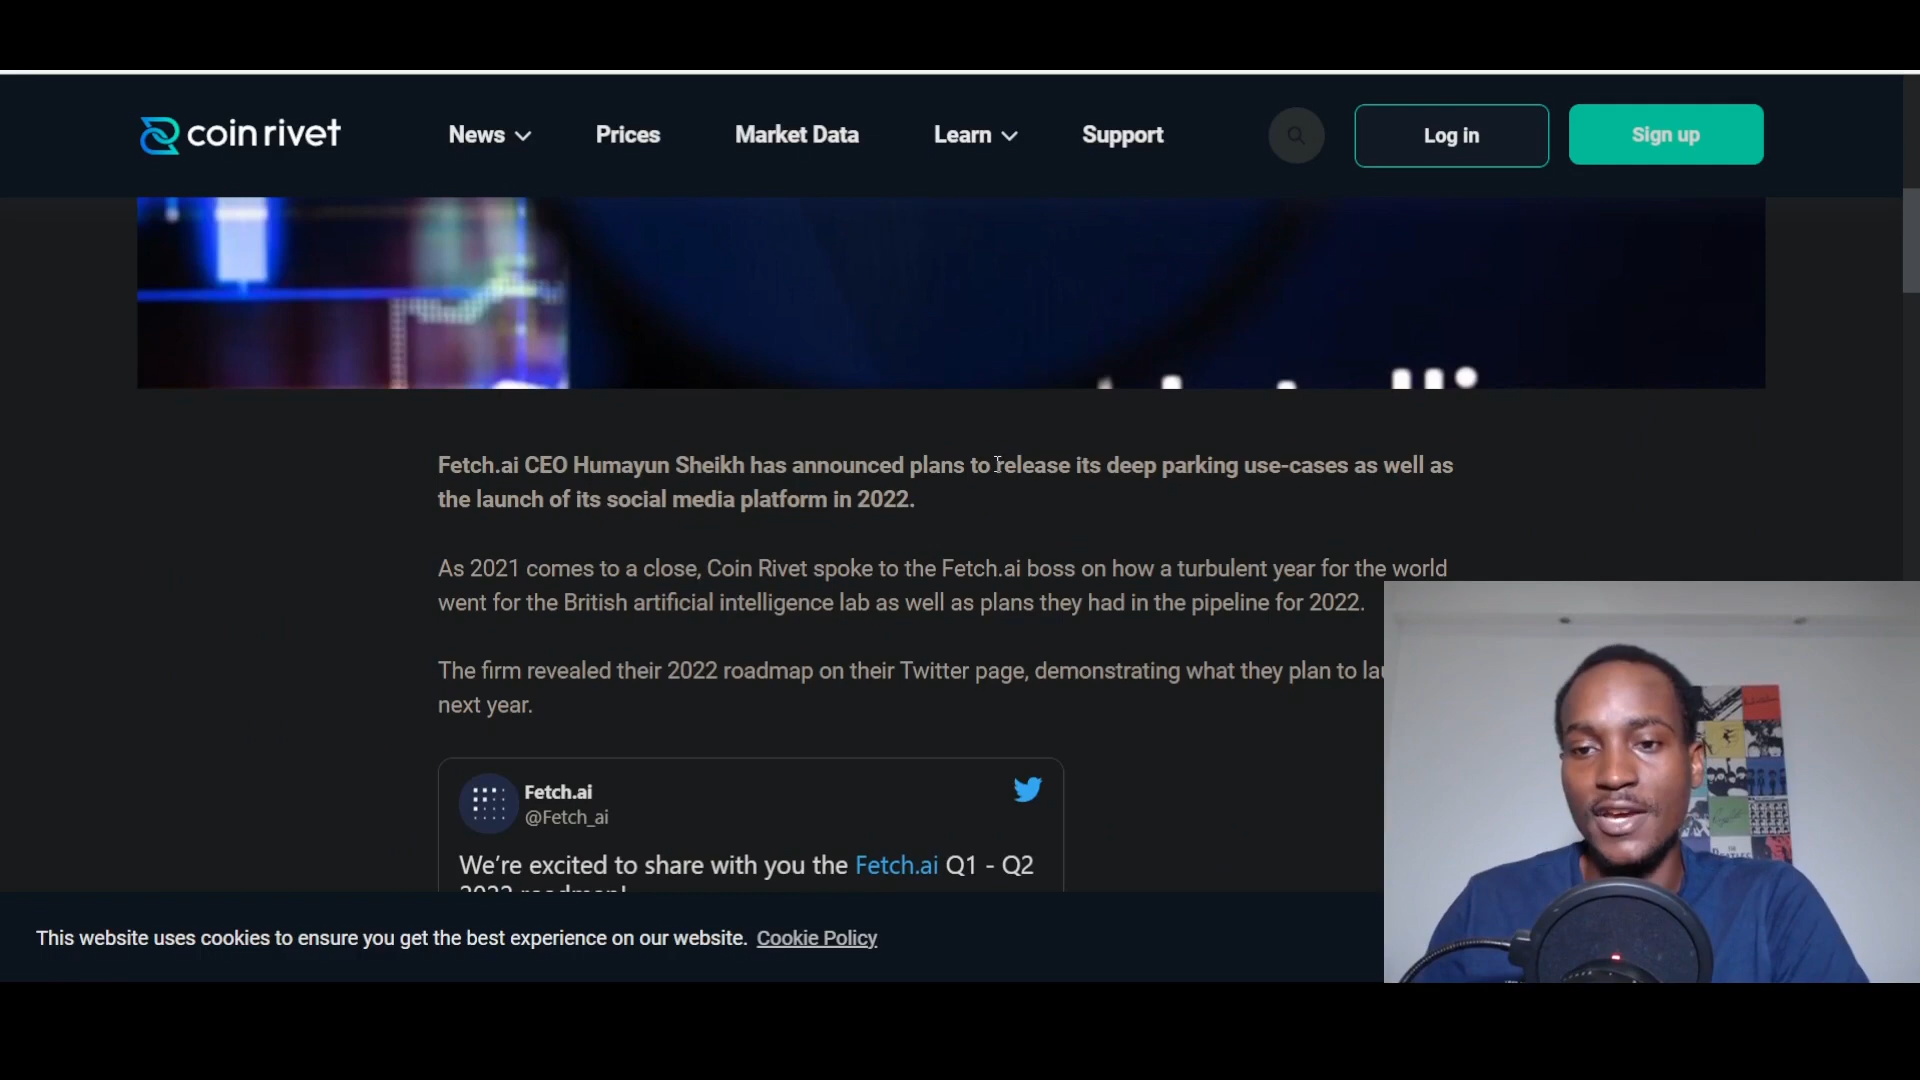 coin rivet
News
Prices
Market Data
Learn
Support
Log in
Sign up
Fetch.ai CEO Humayun Sheikh has announced plans to release its deep parking use-cases as well as
the launch of its social media platform in 2022.
As 2021 comes to a close, Coin Rivet spoke to the Fetch.ai boss on how a turbulent year for the world
went for the British artificial intelligence lab as well as plans they had in the pipeline for 2022.
The firm revealed their 2022 roadmap on their Twitter page, demonstrating what they plan to
next year.
Fetch.ai
@Fetch_ai
We’re excited to share with you the Fetch.ai Q1 - Q2
2022 roadmap!
This website uses cookies to ensure you get the best experience on our website. Cookie Policy